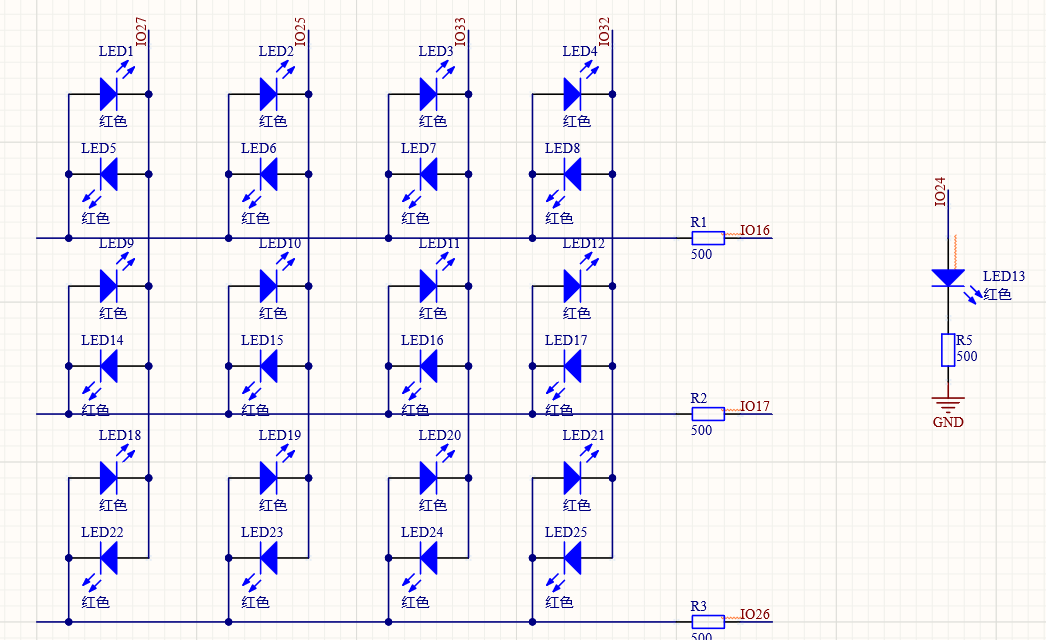 IO27
IO25
IO33
IO32
LED1
LED2
LED3
LED4
红色
红色
红色
红色
LED5
LED6
LED7
LED8
红色
红色
红色
红色
R1
IO16
500
LED9
LED10
LED11
LED12
红色
红色
红色
红色
LED14
LED15
LED16
LED17
红色
红色
红色
红色
R2
IO17
500
LED18
LED19
LED20
LED21
红色
红色
红色
红色
LED22
LED23
LED24
LED25
红色
红色
红色
红色
R3
IO26
500
IO24
LED13
红色
R5
500
GND